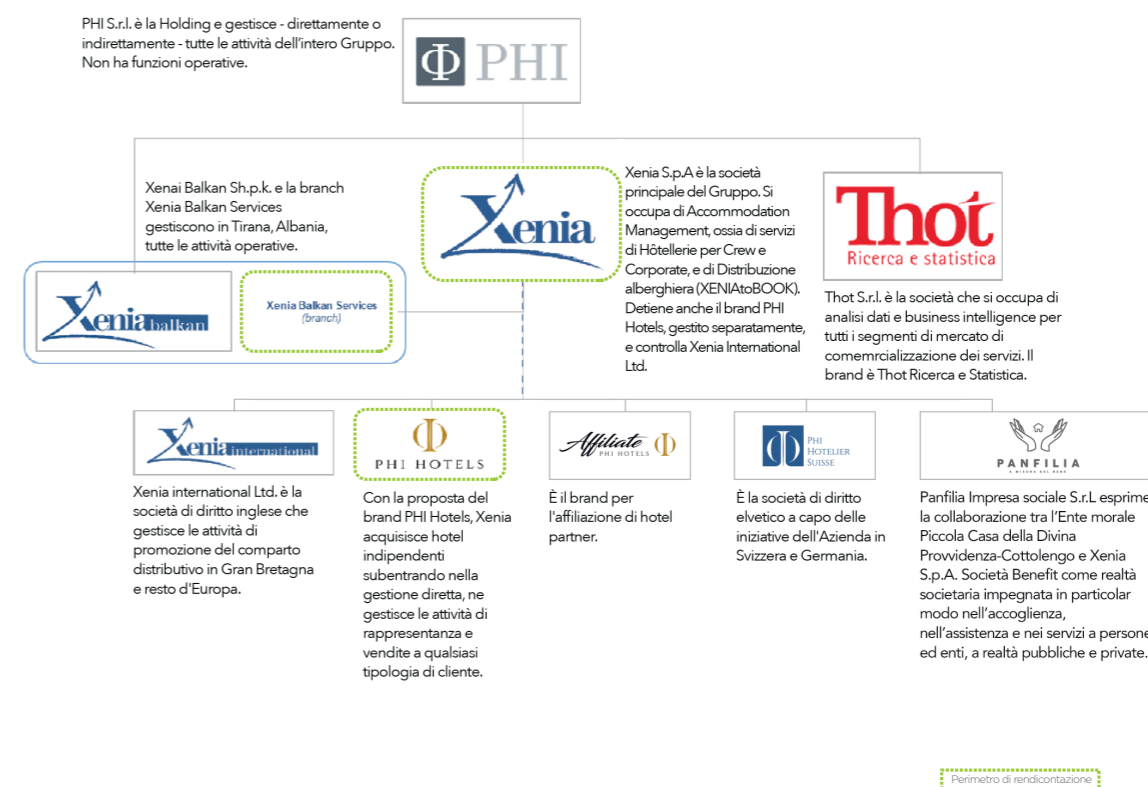 PHI S.r.l. è la Holding e gestisce - direttamente o
indirettamente - tutte le attività dell'intero Gruppo.
Non ha funzioni operative.
Φ PHI
Xenai Balkan Sh.p.k. e la branch
Xenia Balkan Services
gestiscono in Tirana, Albania,
tutte le attività operative.
Xenia balkan
Xenia Balkan Services
(branch)
Xenia
Xenia S.p.A è la società
principale del Gruppo. Si
occupa di Accommodation
Management, ossia di servizi
di Hôtellerie per Crew e
Corporate, e di Distribuzione
alberghiera (XENIAtoBOOK).
Detiene anche il brand PHI
Hotels, gestito separatamente,
e controlla Xenia International
Ltd.
Thot
Ricerca e statistica
Thot S.r.l. è la società che si occupa di
analisi dati e business intelligence per
tutti i segmenti di mercato di
comemrcializzazione dei servizi. Il
brand è Thot Ricerca e Statistica.
Xenia international
Xenia international Ltd. è la
società di diritto inglese che
gestisce le attività di
promozione del comparto
distributivo in Gran Bretagna
e resto d'Europa.
PHI HOTELS
Con la proposta del
brand PHI Hotels, Xenia
acquisisce hotel
indipendenti
subentrando nella
gestione diretta, ne
gestisce le attività di
rappresentanza e
vendite a qualsiasi
tipologia di cliente.
Affiliate
PHI HOTELS
È il brand per
l'affiliazione di hotel
partner.
PHI
HOTELIER
SUISSE
È la società di diritto
elvetico a capo delle
iniziative dell'Azienda in
Svizzera e Germania.
PANFILIA
A MISURA DEL BENE
Panfilia Impresa sociale S.r.L esprime
la collaborazione tra l'Ente morale
Piccola Casa della Divina
Provvidenza-Cottolengo e Xenia
S.p.A. Società Benefit come realtà
societaria impegnata in particolar
modo nell'accoglienza,
nell'assistenza e nei servizi a persone
ed enti, a realtà pubbliche e private.
Perimetro di rendicontazione